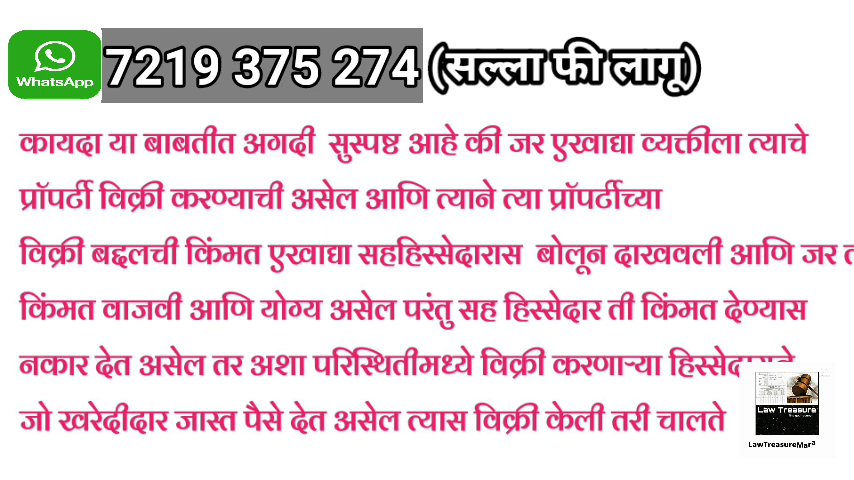 WhatsApp
7219 375 274 (सल्ला फी लागू)
कायदा या बाबतीत अगदी सुस्पष्ट आहे की जर एखाद्या व्यक्तीला त्याचे
प्रॉपर्टी विक्री करण्याची असेल आणि त्याने त्या प्रॉपर्टीच्या
विक्री बद्दलची किंमत एखाद्या सहहिस्सेदारास बोलून दाखवली आणि जर
किंमत वाजवी आणि योग्य असेल परंतु सह हिस्सेदार ती किंमत देण्यास
नकार देत असेल तर अशा परिस्थितीमध्ये विक्री करणाऱ्या
जो खरेदीदार जास्त पैसे देत असेल त्यास विक्री केली तरी चालते
Law Treasure
LawTreasureMara